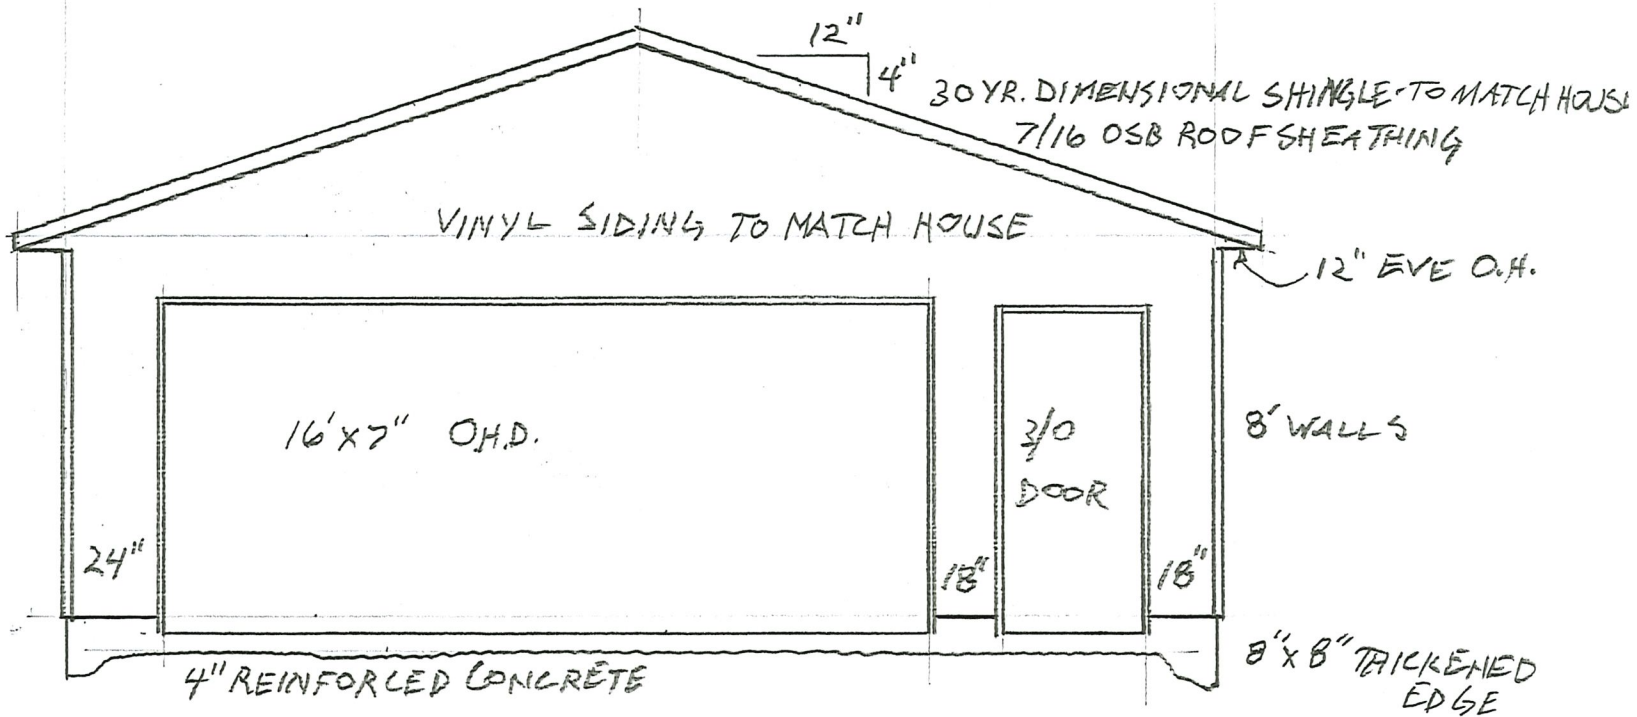 12"
4"
30 YR. DIMENSIONAL SHINGLE-TO MATCH HOUSE
7/16 OSB ROOF SHEATHING
VINYL SIDING TO MATCH HOUSE
12" EVE O.H.
16'x7" O.H.D.
3/0
DOOR
8' WALLS
24"
18"
18"
4" REINFORCED CONCRETE
8"x8" THICKENED
EDGE